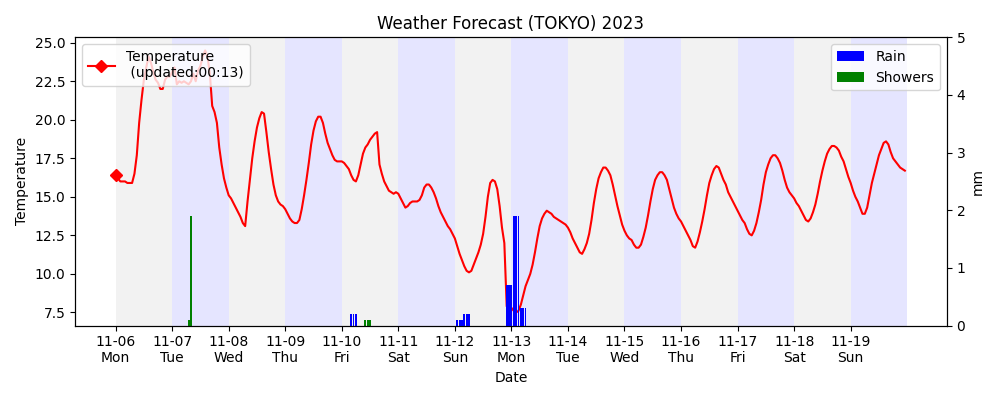 Weather Forecast (TOKYO) 2023
Temperature
(updated:00:13)
Rain
Showers
25.0
22.5
20.0
17.5
15.0
12.5
10.0
7.5
Temperature
5
4
3
2
1
0
mm
11-06 11-07 11-08 11-09 11-10 11-11 11-12 11-13 11-14 11-15 11-16 11-17 11-18 11-19
Mon Tue Wed Thu Fri Sat Sun Mon Tue Wed Thu Fri Sat Sun
Date